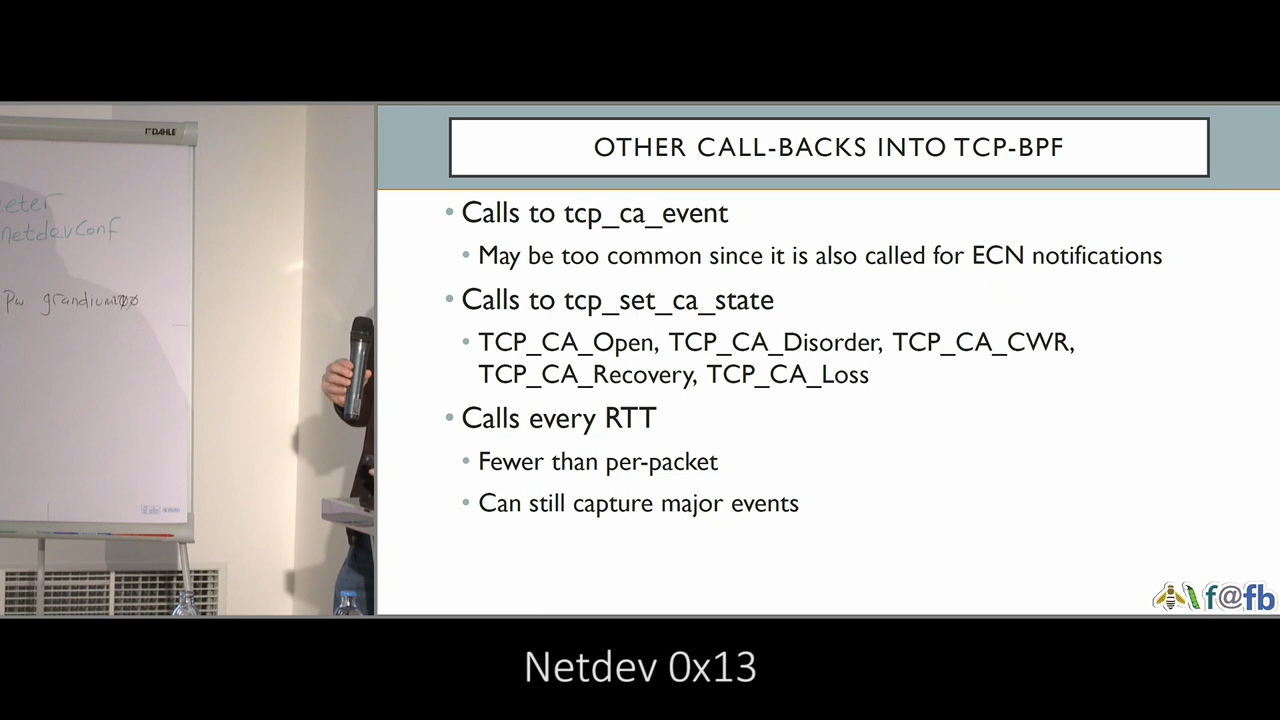 DAHLE
netdevConf
Pw grandium
OTHER CALL-BACKS INTO TCP-BPF
• Calls to tcp_ca_event
• May be too common since it is also called for ECN notifications
• Calls to tcp_set_ca_state
• TCP_CA_Open, TCP_CA_Disorder, TCP_CA_CWR,
TCP_CA_Recovery, TCP_CA_Loss
• Calls every RTT
• Fewer than per-packet
• Can still capture major events
f@fb
Netdev 0x13